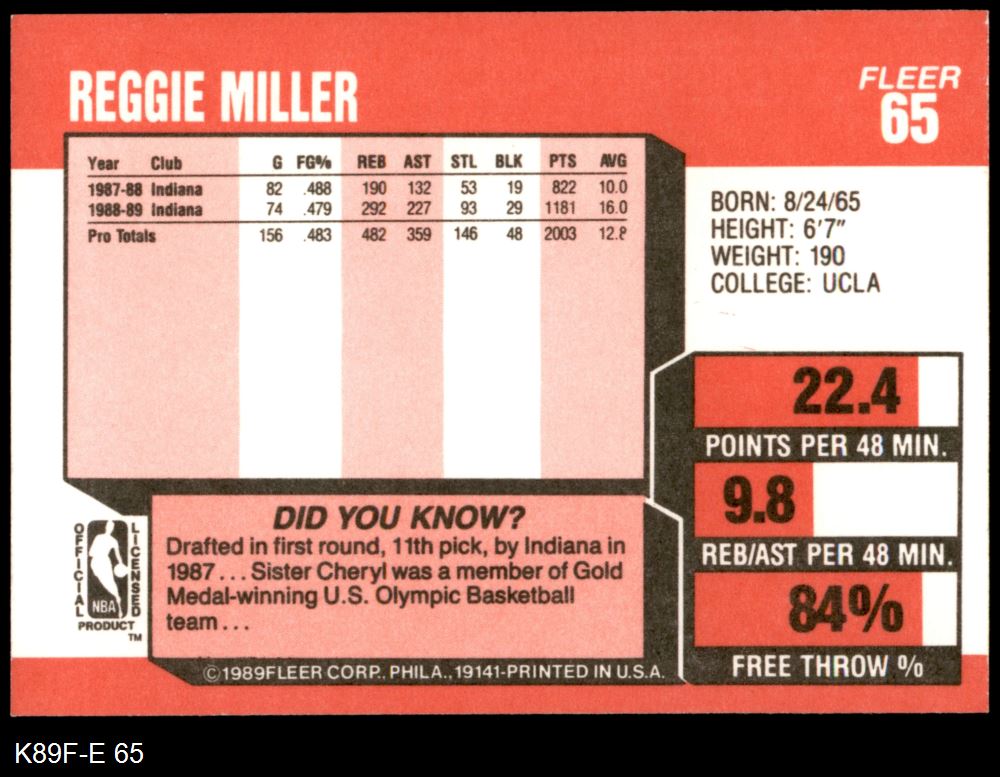 REGGIE MILLER
FLEER
65
Year Club G FG% REB AST STL BLK PTS AVG
1987-88 Indiana 82 .488 190 132 53 19 822 10.0
1988-89 Indiana 74 .479 292 227 93 29 1181 16.0
Pro Totals 156 .483 482 359 146 48 2003 12.8
BORN: 8/24/65
HEIGHT: 6'7"
WEIGHT: 190
COLLEGE: UCLA
22.4
POINTS PER 48 MIN.
9.8
REB/AST PER 48 MIN.
84%
FREE THROW %
DID YOU KNOW?
Drafted in first round, 11th pick, by Indiana in
1987... Sister Cheryl was a member of Gold
Medal-winning U.S. Olympic Basketball
team...
OFFICIAL
LICENSED
NBA
PRODUCT
TM
©1989 FLEER CORP., PHILA., 19141-PRINTED IN U.S.A.
K89F-E 65